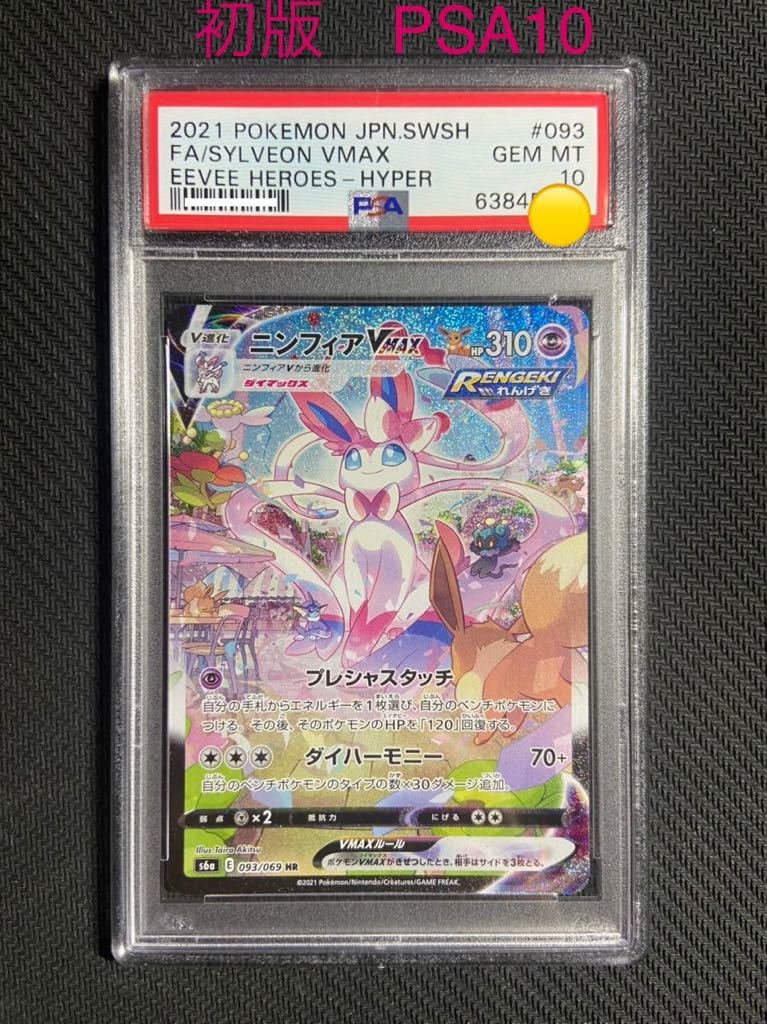 初版 PSA10
2021 POKEMON JPN.SWSH #093
FA/SYLVEON VMAX GEM MT
EEVEE HEROES-HYPER 10
PSA 6384
V進化 ニンフィアVMAX HP310
ニンフィアVから進化
ダイマックス
RENGEKI
れんげき
プレシャスタッチ
自分の手札からエネルギーを1枚選び、自分のベンチポケモンに
つける。その後、そのポケモンのHPを「120」回復する。
ダイハーモニー 70+
自分のベンチポケモンのタイプの数×30ダメージ追加。
弱点 ×2 抵抗力 にげる
Illus. Taira Akitsu
VMAXルール
ポケモンVMAXがきぜつしたとき、相手はサイドを3枚とる。
s6a E 093/069 HR
©2021 Pokémon/Nintendo/Creatures/GAME FREAK.